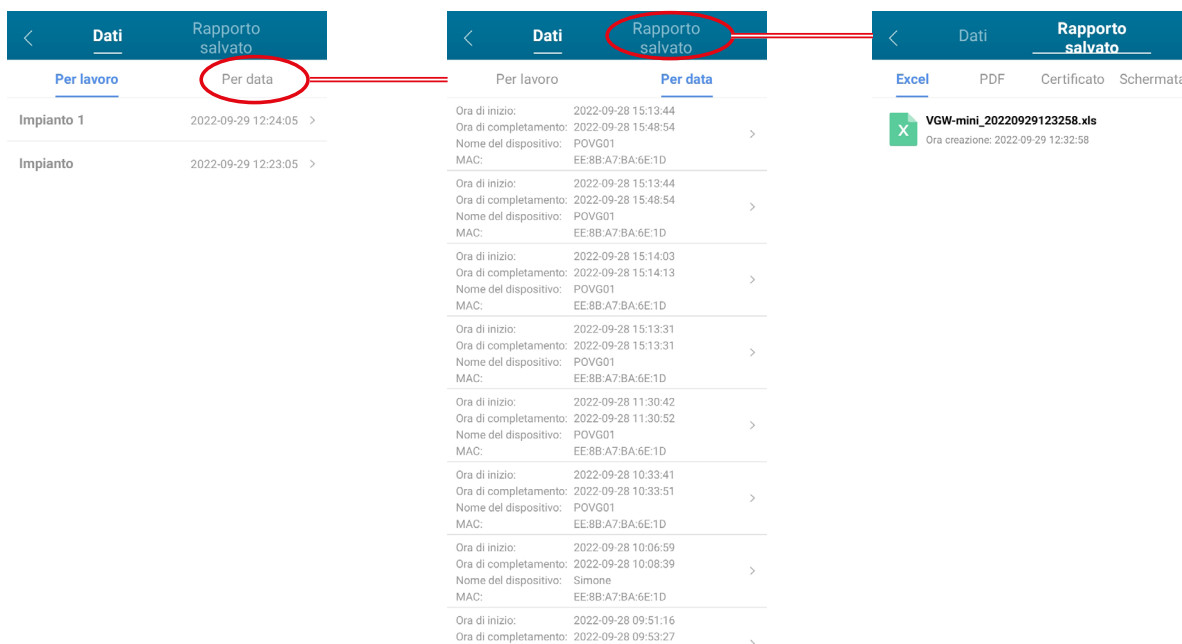 Dati
Rapporto
salvato
Per lavoro
Per data
Impianto 1
2022-09-29 12:24:05
Impianto
2022-09-29 12:23:05
Dati
Rapporto
salvato
Per lavoro
Per data
Ora di inizio: 2022-09-28 15:13:44
Ora di completamento: 2022-09-28 15:48:54
Nome del dispositivo: POVG01
MAC: EE:8B:A7:BA:6E:1D
Ora di inizio: 2022-09-28 15:13:44
Ora di completamento: 2022-09-28 15:48:54
Nome del dispositivo: POVG01
MAC: EE:8B:A7:BA:6E:1D
Ora di inizio: 2022-09-28 15:14:03
Ora di completamento: 2022-09-28 15:14:13
Nome del dispositivo: POVG01
MAC: EE:8B:A7:BA:6E:1D
Ora di inizio: 2022-09-28 15:13:31
Ora di completamento: 2022-09-28 15:13:31
Nome del dispositivo: POVG01
MAC: EE:8B:A7:BA:6E:1D
Ora di inizio: 2022-09-28 11:30:42
Ora di completamento: 2022-09-28 11:30:52
Nome del dispositivo: POVG01
MAC: EE:8B:A7:BA:6E:1D
Ora di inizio: 2022-09-28 10:33:41
Ora di completamento: 2022-09-28 10:33:51
Nome del dispositivo: POVG01
MAC: EE:8B:A7:BA:6E:1D
Ora di inizio: 2022-09-28 10:06:59
Ora di completamento: 2022-09-28 10:08:39
Nome del dispositivo: Simone
MAC: EE:8B:A7:BA:6E:1D
Ora di inizio: 2022-09-28 09:51:16
Ora di completamento: 2022-09-28 09:53:27
Dati
Rapporto
salvato
Excel
PDF
Certificato
Schermata
X
VGW-mini_20220929123258.xls
Ora creazione: 2022-09-29 12:32:58